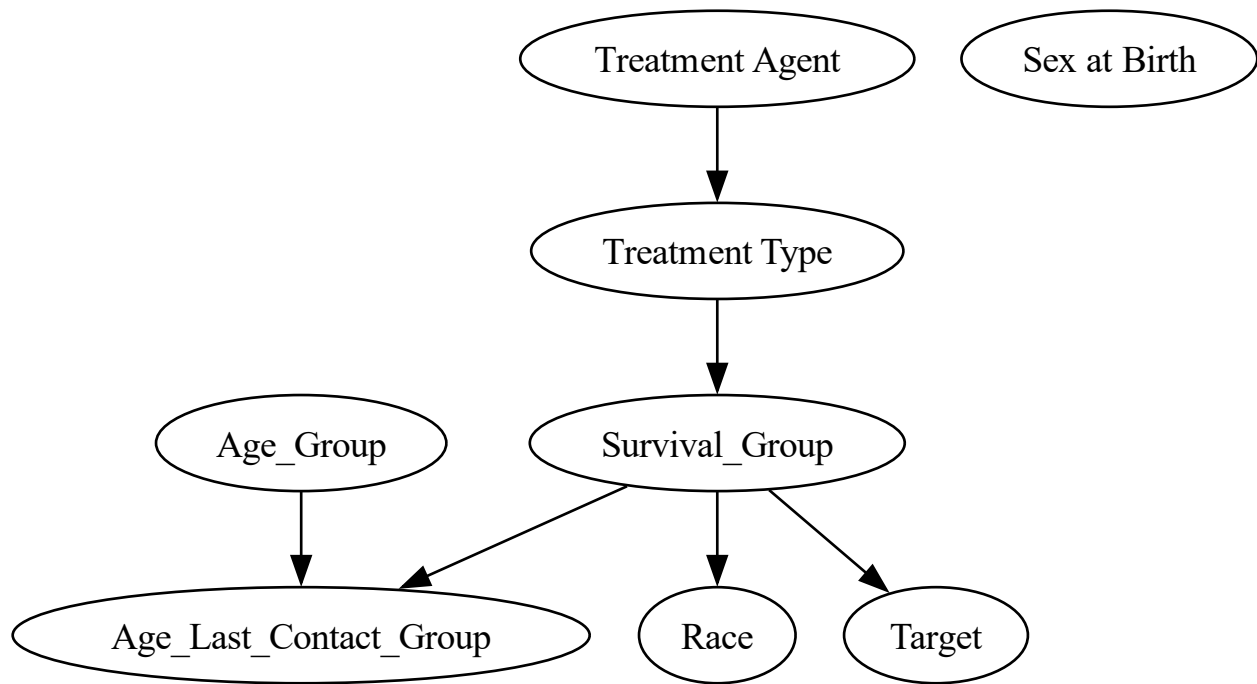 Treatment Agent
Sex at Birth
Treatment Type
Age_Group
Survival_Group
Age_Last_Contact_Group
Race
Target